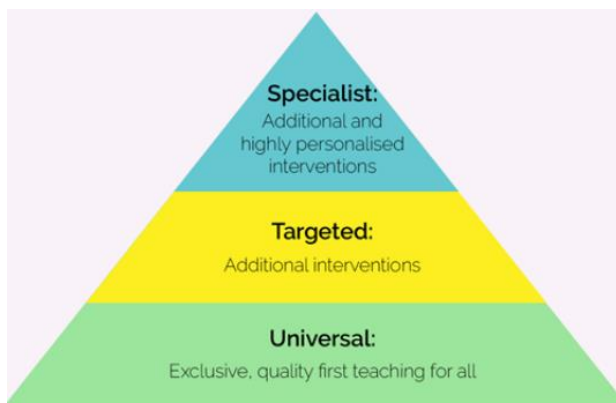 Specialist:
Additional and
highly personalised
interventions
Targeted:
Additional interventions
Universal:
Exclusive, quality first teaching for all